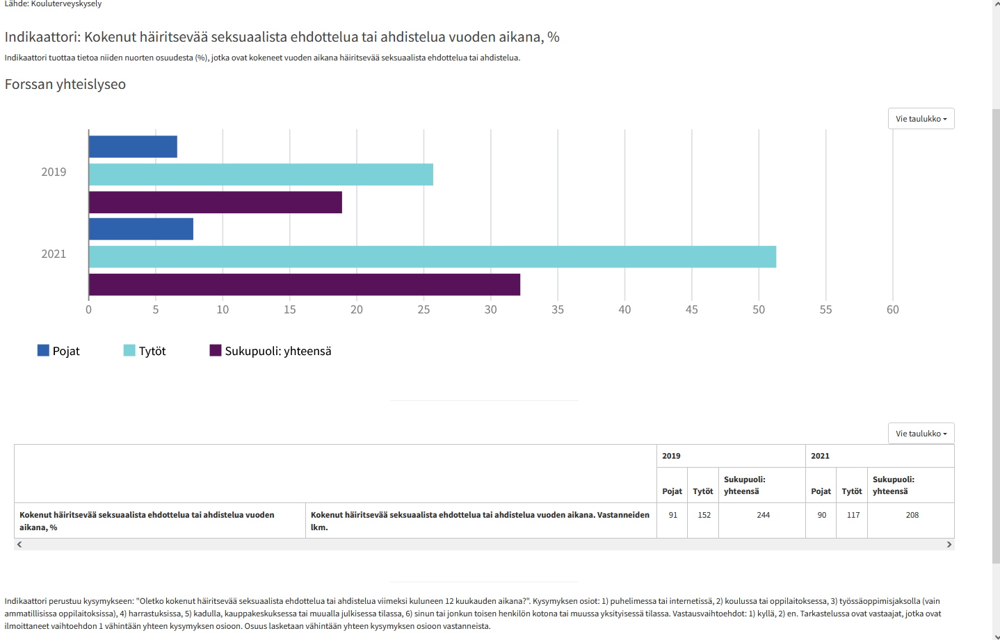 Lähde: Kouluterveyskysely
Indikaattori: Kokenut häiritsevää seksuaalista ehdottelua tai ahdistelua vuoden aikana, %
Indikaattori tuottaa tietoa niiden nuorten osuudesta (%), jotka ovat kokeneet vuoden aikana häiritsevää seksuaalista ehdottelua tai ahdistelua.
Forssan yhteislyseo
Vie taulukko
2019
2021
0 5 10 15 20 25 30 35 40 45 50 55 60
Pojat Tytöt Sukupuoli: yhteensä
Vie taulukko
2019 2021
Sukupuoli: Sukupuoli:
Pojat Tytöt yhteensä Pojat Tytöt yhteensä
Kokenut häiritsevää seksuaalista ehdottelua tai ahdistelua vuoden Kokenut häiritsevää seksuaalista ehdottelua tai ahdistelua vuoden aikana. Vastanneiden 91 152 244 90 117 208
aikana, % lkm.
Indikaattori perustuu kysymykseen: "Oletko kokenut häiritsevää seksuaalista ehdottelua tai ahdistelua viimeksi kuluneen 12 kuukauden aikana?". Kysymyksen osiot: 1) puhelimessa tai internetissä, 2) koulussa tai oppilaitoksessa, 3) työssäoppimisjaksolla (vain
ammatillisissa oppilaitoksissa), 4) harrastuksissa, 5) kadulla, kauppakeskuksessa tai muualla julkisessa tilassa, 6) sinun tai jonkun toisen henkilön kotona tai muussa yksityisessä tilassa. Vastausvaihtoehdot: 1) kyllä, 2) en. Tarkastelussa ovat vastaajat, jotka ovat
ilmoittaneet vaihtoehdon 1 vähintään yhteen kysymyksen osioon. Osuus lasketaan vähintään yhteen kysymyksen osioon vastanneista.